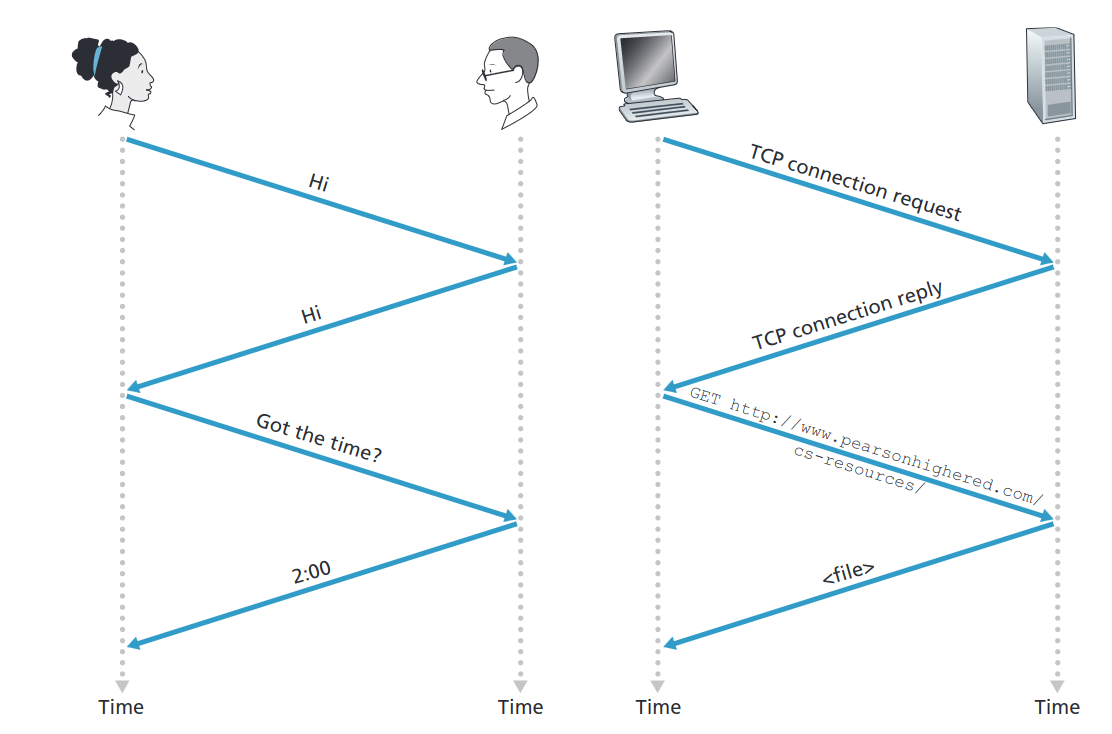 Hi
Hi
Got the time?
2:00
Time
Time
TCP connection request
TCP connection reply
GET http://www.pearsonhighered.com/
cs-resources/
<file>
Time
Time